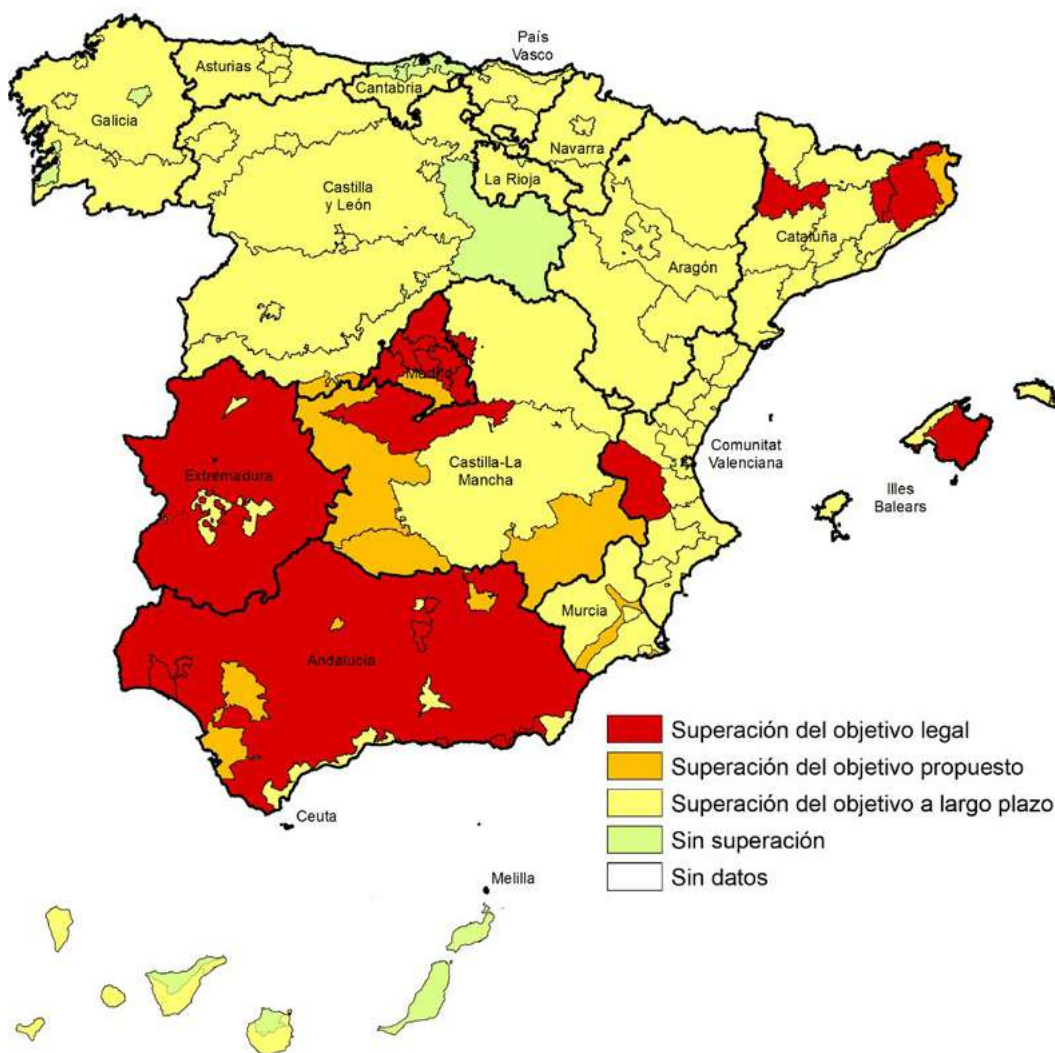 País
Vasco
Asturias
Cantabria
Galicia
Navarra
La Rioja
Castilla
y León
Cataluña
Aragón
Madrid
Comunitat
Valenciana
Castilla-La
Mancha
Extremadura
Illes
Balears
Murcia
Andalucía
Superación del objetivo legal
Superación del objetivo propuesto
Superación del objetivo a largo plazo
Ceuta
Sin superación
Sin datos
Melilla